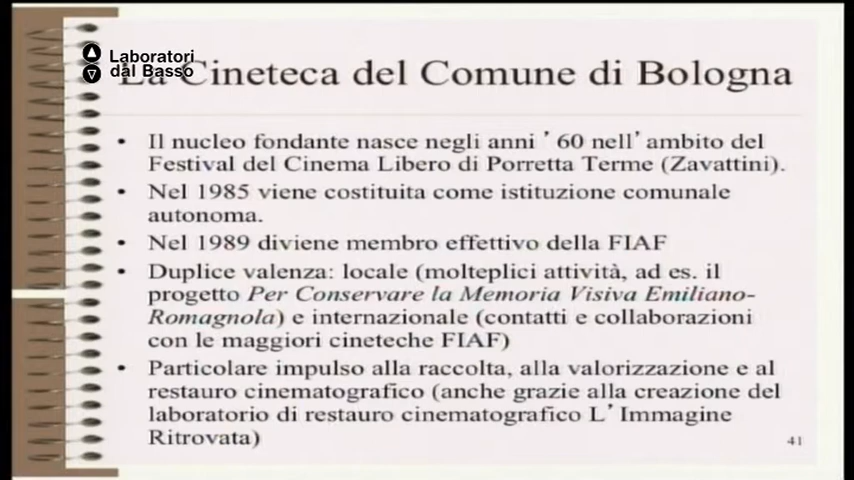 Laboratori
dal Basso
La Cineteca del Comune di Bologna
• Il nucleo fondante nasce negli anni ’60 nell’ambito del
Festival del Cinema Libero di Porretta Terme (Zavattini).
• Nel 1985 viene costituita come istituzione comunale
autonoma.
• Nel 1989 diviene membro effettivo della FIAF
• Duplice valenza: locale (molteplici attività, ad es. il
progetto Per Conservare la Memoria Visiva Emiliano-
Romagnola) e internazionale (contatti e collaborazioni
con le maggiori cineteche FIAF)
• Particolare impulso alla raccolta, alla valorizzazione e al
restauro cinematografico (anche grazie alla creazione del
laboratorio di restauro cinematografico L’Immagine
Ritrovata)
41